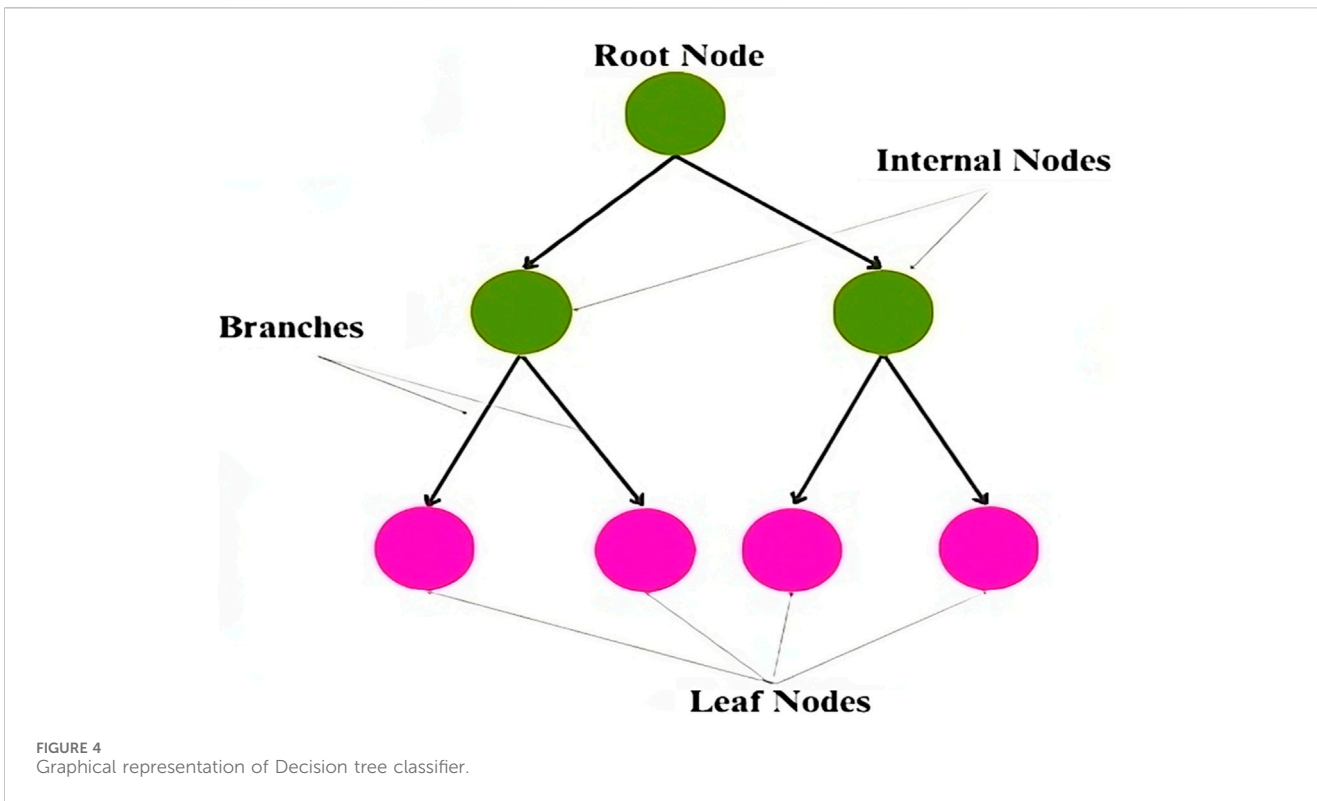 Root Node
Internal Nodes
Branches
Leaf Nodes
FIGURE 4
Graphical representation of Decision tree classifier.